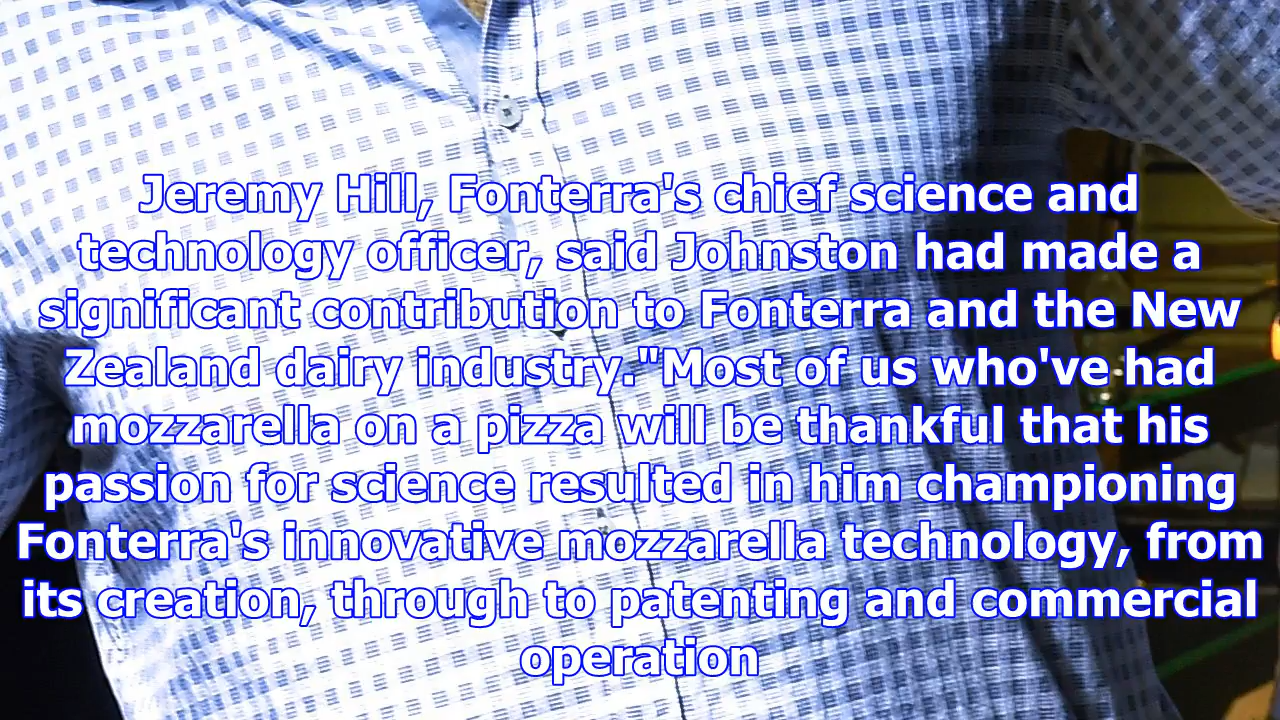 Jeremy Hill, Fonterra's chief science and
technology officer, said Johnston had made a
significant contribution to Fonterra and the New
Zealand dairy industry."Most of us who've had
mozzarella on a pizza will be thankful that his
passion for science resulted in him championing
Fonterra's innovative mozzarella technology, from
its creation, through to patenting and commercial
operation